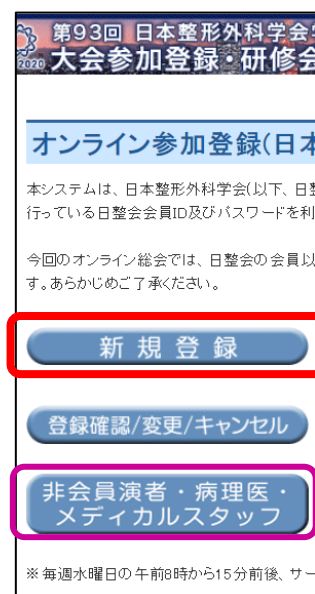 第93回 日本整形外科学会
2020 大会参加登録・研修会
オンライン参加登録(日本
本システムは、日本整形外科学会(以下、日整
行っている日整会会員ID及びパスワードを利
今回のオンライン総会では、日整会の会員以
す。あらかじめご了承ください。
新規登録
登録確認/変更/キャンセル
非会員演者・病理医・
メディカルスタッフ
※毎週水曜日の午前8時から15分前後、サー